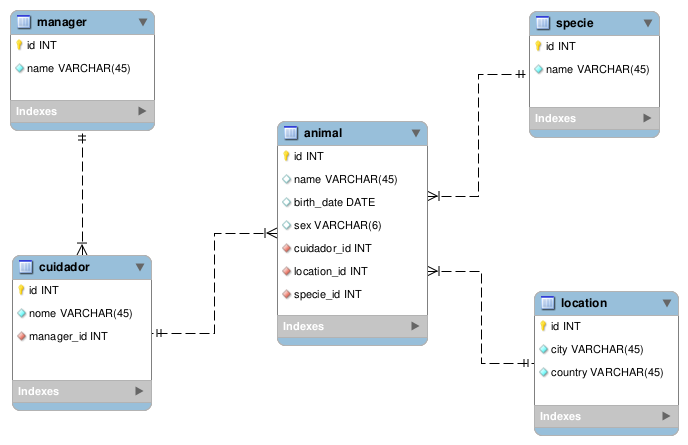 manager
id INT
name VARCHAR(45)
Indexes
specie
id INT
name VARCHAR(45)
Indexes
animal
id INT
name VARCHAR(45)
birth_date DATE
sex VARCHAR(6)
cuidador_id INT
location_id INT
specie_id INT
Indexes
cuidador
id INT
nome VARCHAR(45)
manager_id INT
Indexes
location
id INT
city VARCHAR(45)
country VARCHAR(45)
Indexes